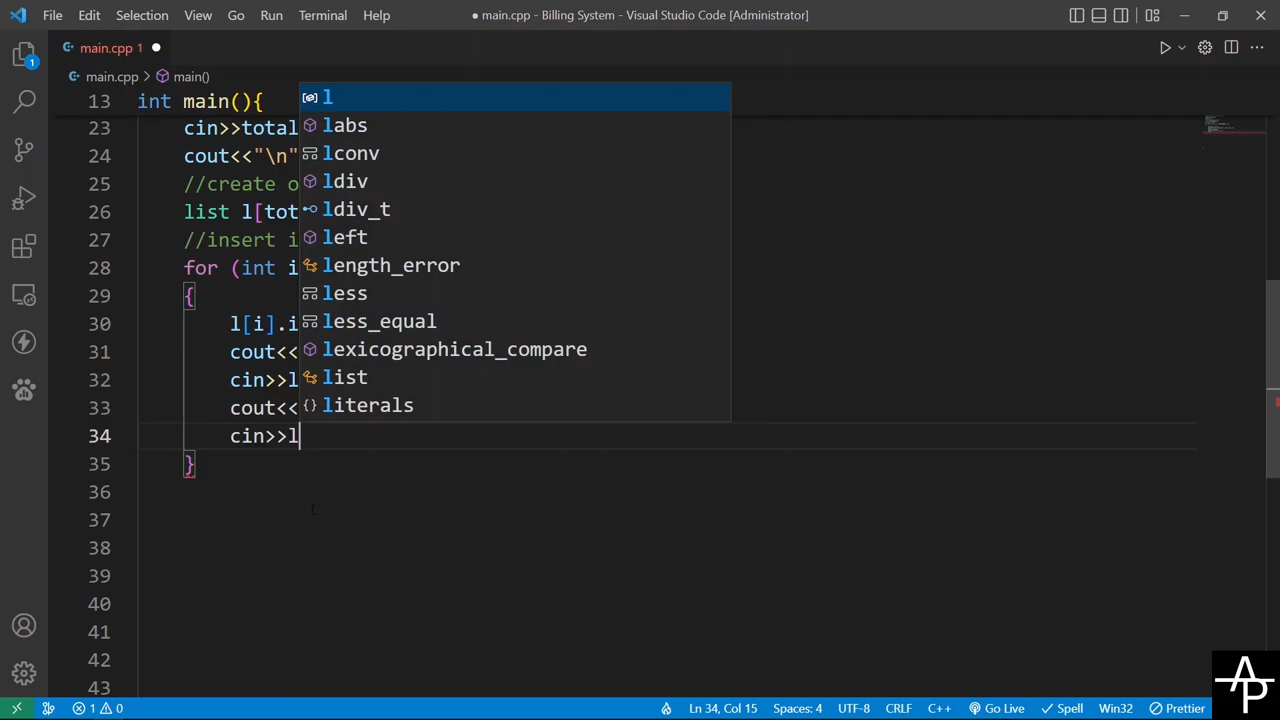 File Edit Selection View Go Run Terminal Help
● main.cpp - Billing System - Visual Studio Code [Administrator]
main.cpp 1
main.cpp > main()
1
13 int main(){
23 cin>>total
24 cout<<"\n"
25 //create o
26 list l[tot
27 //insert i
28 for (int i
29 {
30 l[i].i
31 cout<<
32 cin>>l
33 cout<<
34 cin>>l
35 }
36
37
38
39
40
41
42
43
l
labs
lconv
ldiv
ldiv_t
left
length_error
less
less_equal
lexicographical_compare
list
literals
1 0
Ln 34, Col 15 Spaces: 4 UTF-8 CRLF C++ Go Live Spell Win32 Prettier
AP